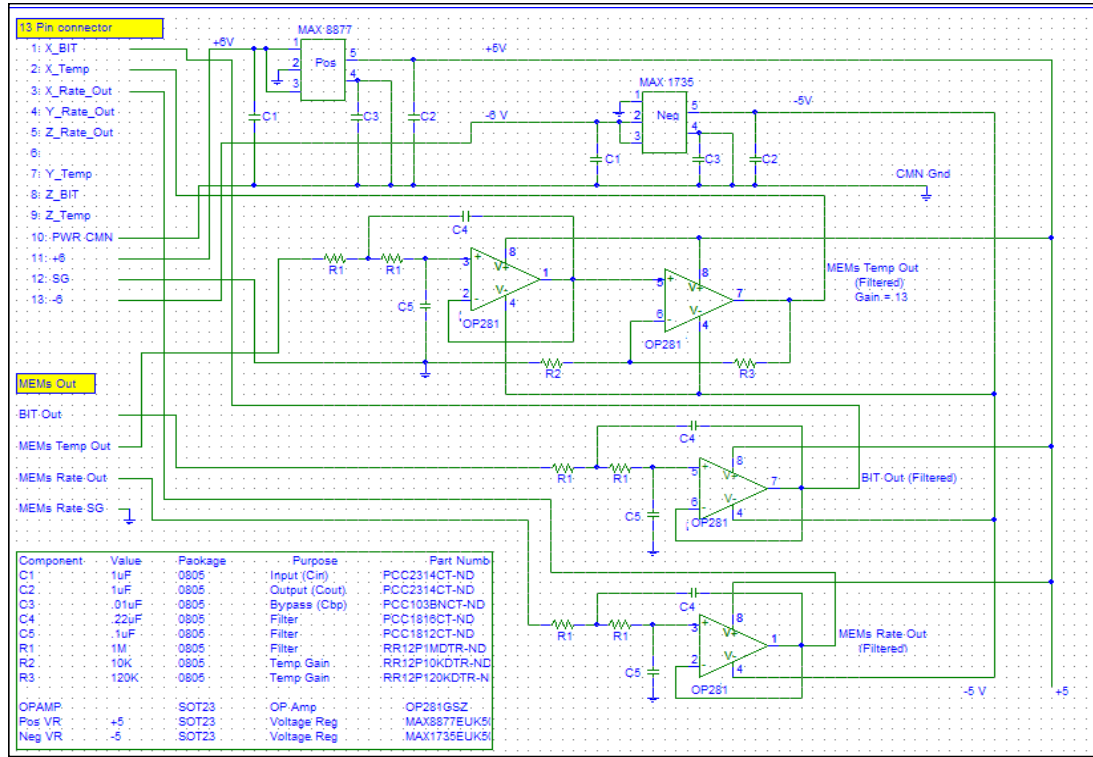 13 Pin connector
1: X_BIT
2: X_Temp
3: X_Rate_Out
4: Y_Rate_Out
5: Z_Rate_Out
6:
7: Y_Temp
8: Z_BIT
9: Z_Temp
10: PWR CMN
11: +6
12: SG
13: -6
+6V
MAX 8877
1
2
3
Pos
5
4
+5V
C1
C3
C2
-6 V
MAX 1735
1
2
3
Neg
5
4
-5V
C1
C3
C2
CMN Gnd
C4
R1
R1
C5
3
2
+
-
V+
V-
8
1
4
OP281
5
6
+
-
V+
V-
8
7
4
OP281
R2
R3
MEMs Temp Out
(Filtered)
Gain = 13
MEMs Out
BIT Out
MEMs Temp Out
MEMs Rate Out
MEMs Rate SG
C4
R1
R1
C5
5
6
+
-
V+
V-
8
7
4
OP281
BIT Out (Filtered)
C4
R1
R1
C5
3
2
+
-
V+
V-
8
1
4
OP281
MEMs Rate Out
(Filtered)
-5 V
+5
Component Value Package Purpose Part Numb
C1 1uF 0805 Input (Cin) PCC2314CT-ND
C2 1uF 0805 Output (Cout) PCC2314CT-ND
C3 .01uF 0805 Bypass (Cbp) PCC103BNCT-ND
C4 .22uF 0805 Filter PCC1816CT-ND
C5 .1uF 0805 Filter PCC1812CT-ND
R1 1M 0805 Filter RR12P1MDTR-ND
R2 10K 0805 Temp Gain RR12P10KDTR-ND
R3 120K 0805 Temp Gain RR12P120KDTR-N
OPAMP SOT23 OP Amp OP281GSZ
Pos VR +5 SOT23 Voltage Reg MAX8877EUK50
Neg VR -5 SOT23 Voltage Reg MAX1735EUK50